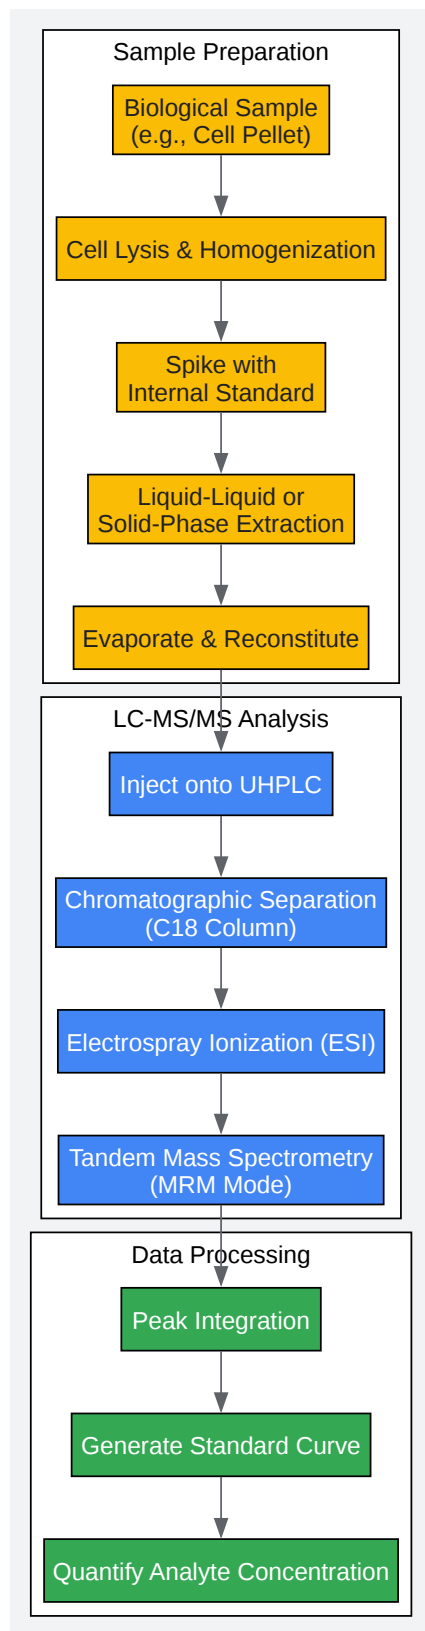 Sample Preparation
Biological Sample
(e.g., Cell Pellet)
Cell Lysis & Homogenization
Spike with
Internal Standard
Liquid-Liquid or
Solid-Phase Extraction
Evaporate & Reconstitute
LC-MS/MS Analysis
Inject onto UHPLC
Chromatographic Separation
(C18 Column)
Electrospray Ionization (ESI)
Tandem Mass Spectrometry
(MRM Mode)
Data Processing
Peak Integration
Generate Standard Curve
Quantify Analyte Concentration